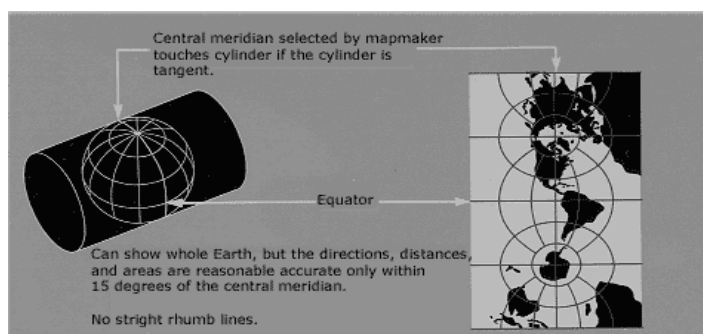 Central meridian selected by mapmaker
touches cylinder if the cylinder is
tangent.
Equator
Can show whole Earth, but the directions, distances,
and areas are reasonable accurate only within
15 degrees of the central meridian.
No stright rhumb lines.